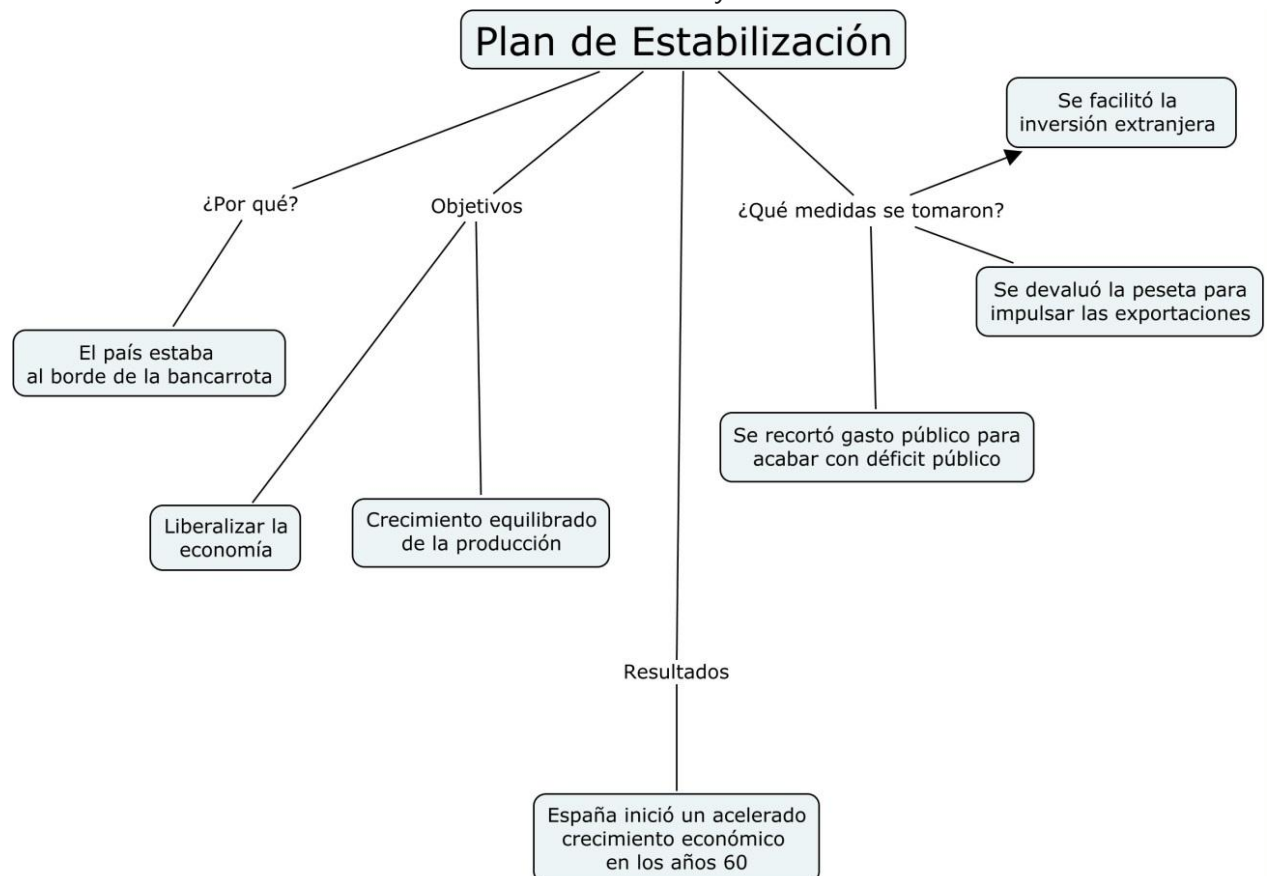 y
Plan de Estabilización
Se facilitó la
inversión extranjera
¿Por qué?
Objetivos
¿Qué medidas se tomaron?
Se devaluó la peseta para
impulsar las exportaciones
El país estaba
al borde de la bancarrota
Se recortó gasto público para
acabar con déficit público
Liberalizar la
economía
Crecimiento equilibrado
de la producción
Resultados
España inició un acelerado
crecimiento económico
en los años 60